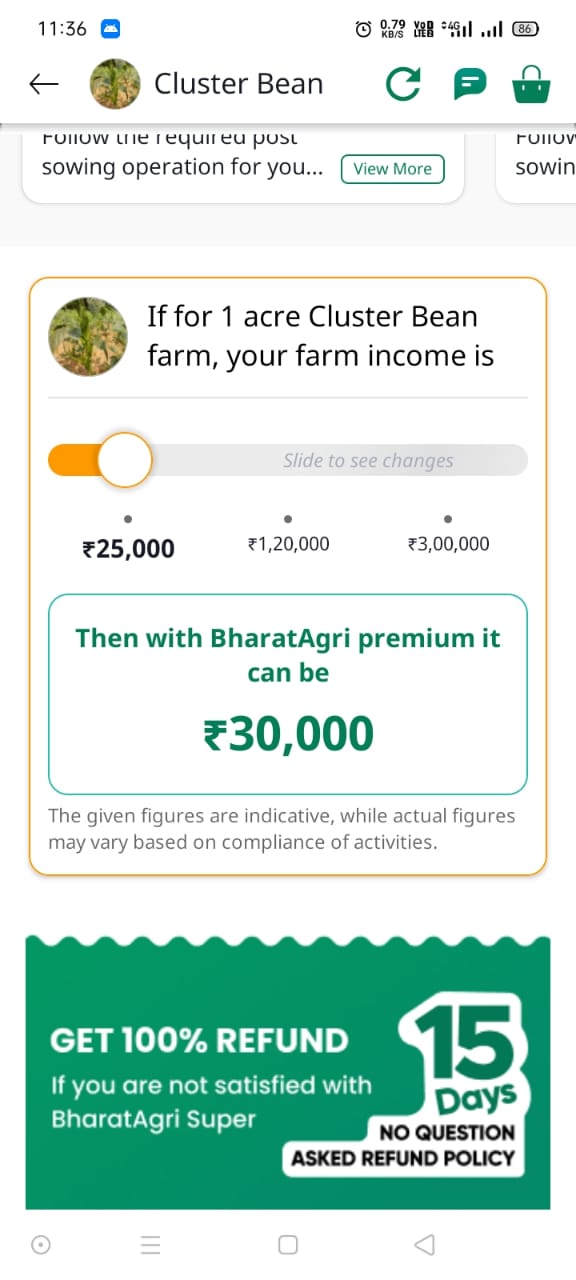 11:36
0.79 KB/S VoD LTEB 4G 86
Cluster Bean
Follow the required post
sowing operation for you...
View More
Follow
sowin
If for 1 acre Cluster Bean
farm, your farm income is
Slide to see changes
₹25,000 ₹1,20,000 ₹3,00,000
Then with BharatAgri premium it
can be
₹30,000
The given figures are indicative, while actual figures
may vary based on compliance of activities.
GET 100% REFUND
If you are not satisfied with
BharatAgri Super
15
Days
NO QUESTION
ASKED REFUND POLICY